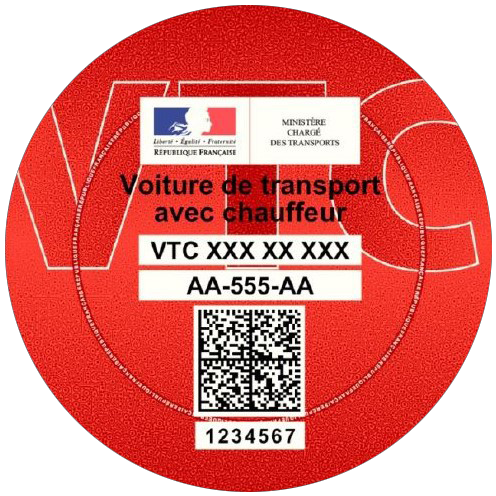 VTC
Liberté • Égalité • Fraternité
RÉPUBLIQUE FRANÇAISE
MINISTÈRE
CHARGÉ
DES TRANSPORTS
Voiture de transport
avec chauffeur
VTC XXX XX XXX
AA-555-AA
1234567